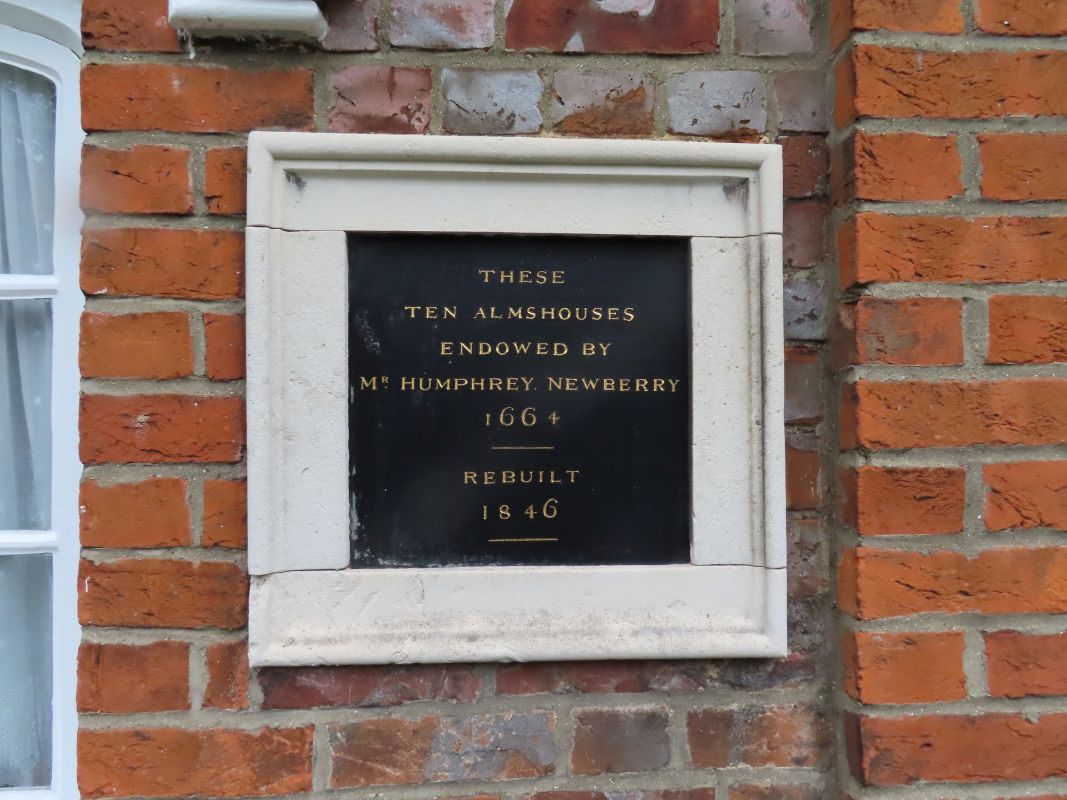 THESE
TEN ALMSHOUSES
ENDOWED BY
MR HUMPHREY. NEWBERRY
1664
REBUILT
1846